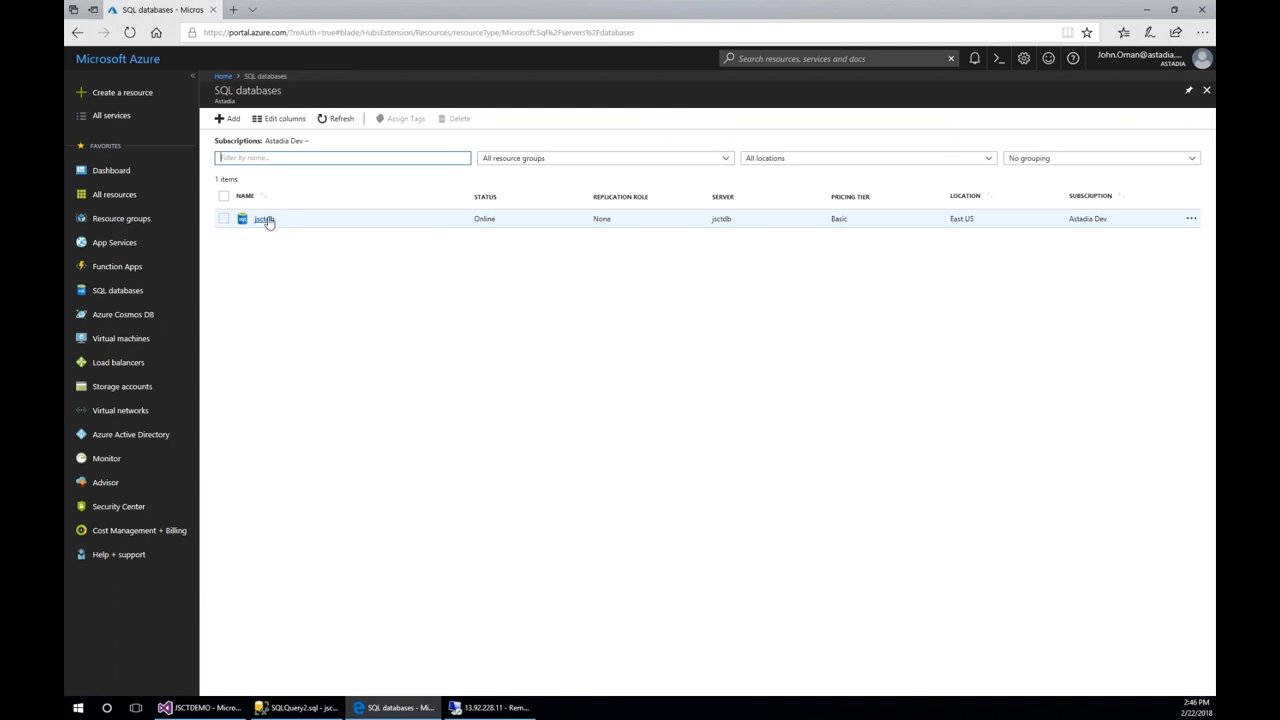 SQL databases - Micros
https://portal.azure.com/?reAuth=true#blade/HubsExtension/Resources/resourceType/Microsoft.Sql%2Fservers%2Fdatabases
Microsoft Azure
Search resources, services and docs
John.Oman@astadia....
ASTADIA
Create a resource
All services
FAVORITES
Dashboard
All resources
Resource groups
App Services
Function Apps
SQL databases
Azure Cosmos DB
Virtual machines
Load balancers
Storage accounts
Virtual networks
Azure Active Directory
Monitor
Advisor
Security Center
Cost Management + Billing
Help + support
Home > SQL databases
SQL databases
Astadia
Add Edit columns Refresh Assign Tags Delete
Subscriptions: Astadia Dev –
Filter by name... All resource groups All locations No grouping
1 items
NAME STATUS REPLICATION ROLE SERVER PRICING TIER LOCATION SUBSCRIPTION
jsctdb Online None jsctdb Basic East US Astadia Dev
JSCTDEMO - Micro... SQLQuery2.sql - jsc... SQL databases - Mi... 13.92.228.11 - Rem...
2:46 PM
2/22/2018